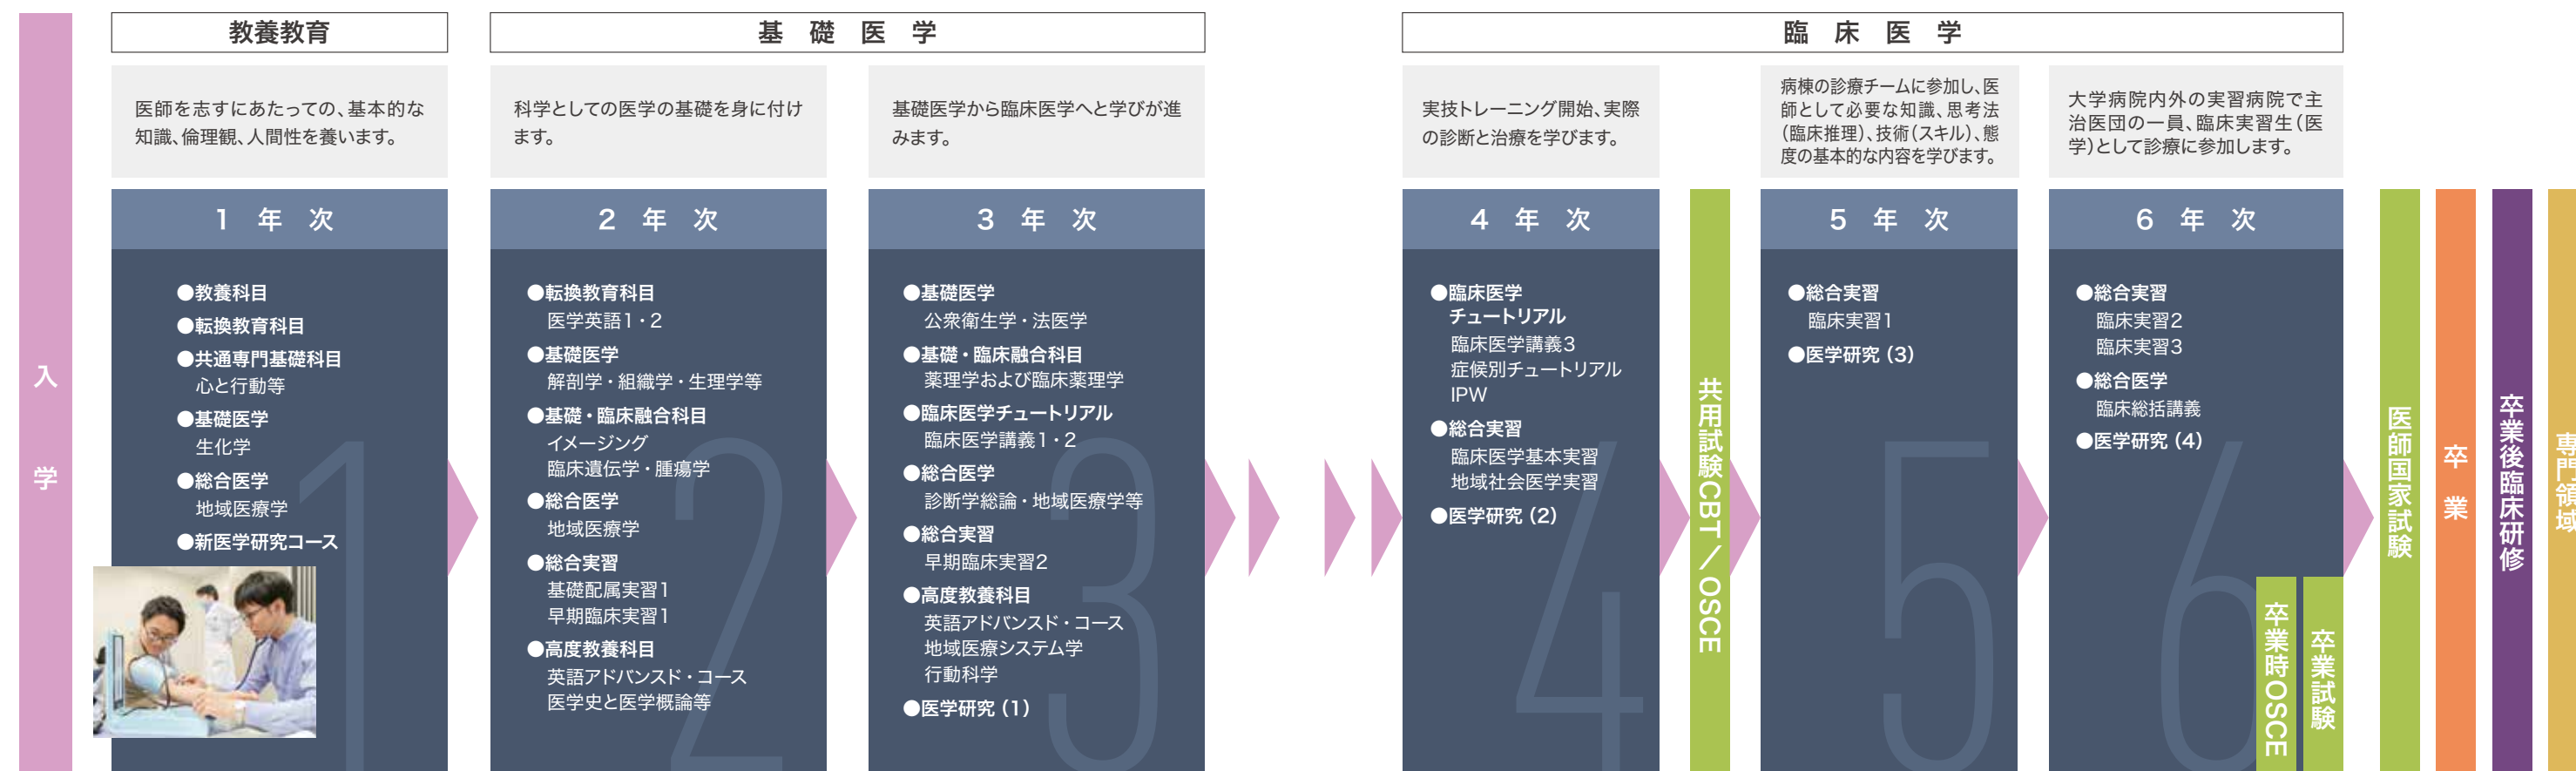 入学
教養教育
医師を志すにあたっての、基本的な
知識、倫理観、人間性を養います。
1年次
●教養科目
●転換教育科目
●共通専門基礎科目
心と行動等
●基礎医学
生化学
●総合医学
地域医療学
●新医学研究コース
1
基礎医学
科学としての医学の基礎を身に付け
ます。
2年次
●転換教育科目
医学英語1・2
●基礎医学
解剖学・組織学・生理学等
●基礎・臨床融合科目
イメージング
臨床遺伝学・腫瘍学
●総合医学
地域医療学
●総合実習
基礎配属実習1
早期臨床実習1
●高度教養科目
英語アドバンスド・コース
医学史と医学概論等
2
基礎医学から臨床医学へと学びが進
みます。
3年次
●基礎医学
公衆衛生学・法医学
●基礎・臨床融合科目
薬理学および臨床薬理学
●臨床医学チュートリアル
臨床医学講義1・2
●総合医学
診断学総論・地域医療学等
●総合実習
早期臨床実習2
●高度教養科目
英語アドバンスド・コース
地域医療システム学
行動科学
●医学研究（1）
3
臨床医学
実技トレーニング開始、実際
の診断と治療を学びます。
4年次
●臨床医学
チュートリアル
臨床医学講義3
症候別チュートリアル
IPW
●総合実習
臨床医学基本実習
地域社会医学実習
●医学研究（2）
4
共用試験CBT／OSCE
病棟の診療チームに参加し、医
師として必要な知識、思考法
（臨床推理）、技術（スキル）、態
度の基本的な内容を学びます。
5年次
●総合実習
臨床実習1
●医学研究（3）
5
大学病院内外の実習病院で主
治医団の一員、臨床実習生（医
学）として診療に参加します。
6年次
●総合実習
臨床実習2
臨床実習3
●総合医学
臨床総括講義
●医学研究（4）
6
卒業時OSCE
卒業試験
医師国家試験
卒業
卒業後臨床研修
専門領域